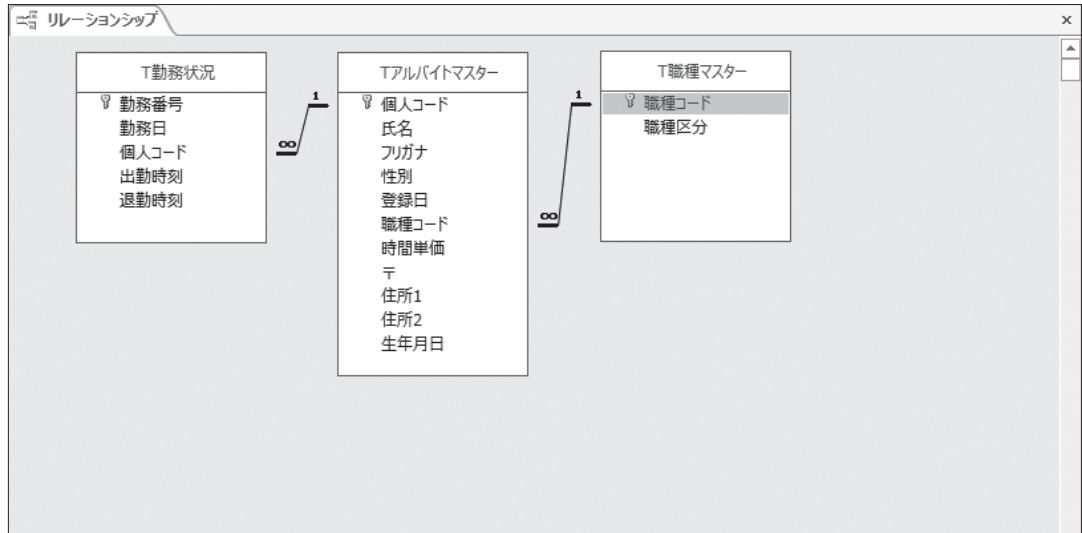 リレーションシップ
T勤務状況
勤務番号
勤務日
個人コード
出勤時刻
退勤時刻
1
∞
Tアルバイトマスター
個人コード
氏名
フリガナ
性別
登録日
職種コード
時間単価
〒
住所1
住所2
生年月日
1
∞
T職種マスター
職種コード
職種区分